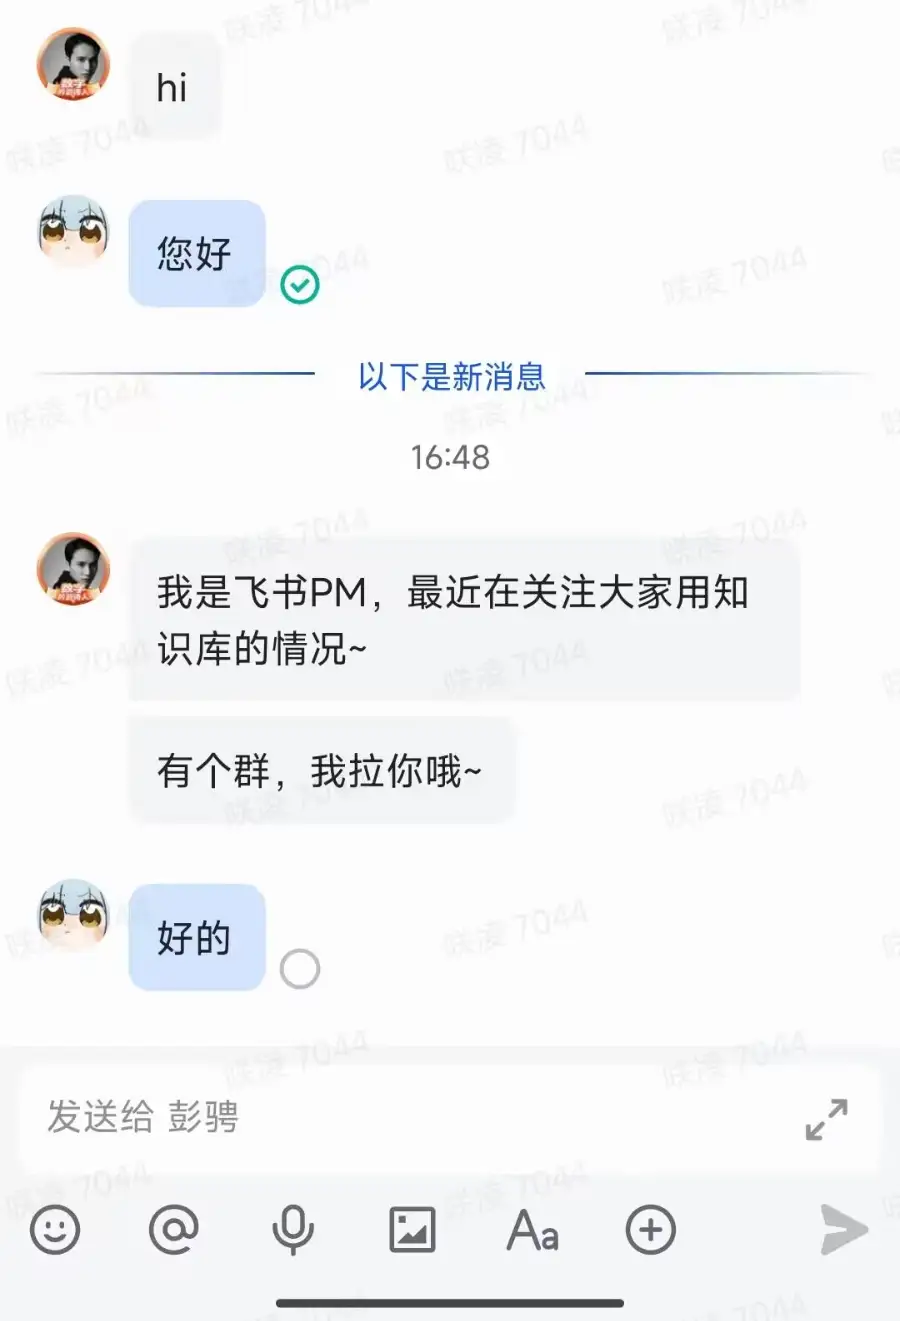 hi
您好
以下是新消息
16:48
我是飞书PM，最近在关注大家用知
识库的情况~
有个群，我拉你哦~
好的
发送给 彭骋
Aa